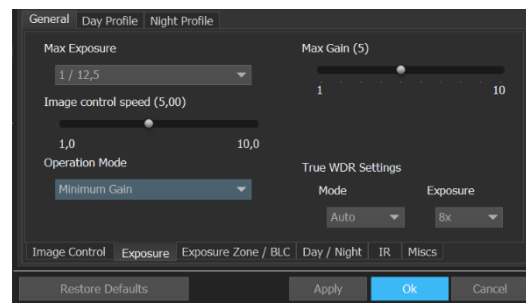 General Day Profile Night Profile
Max Exposure
1 / 12,5
Max Gain (5)
1 10
Image control speed (5,00)
1,0 10,0
Operation Mode
Minimum Gain
True WDR Settings
Mode Exposure
Auto 8x
Image Control Exposure Exposure Zone / BLC Day / Night IR Miscs
Restore Defaults Apply Ok Cancel